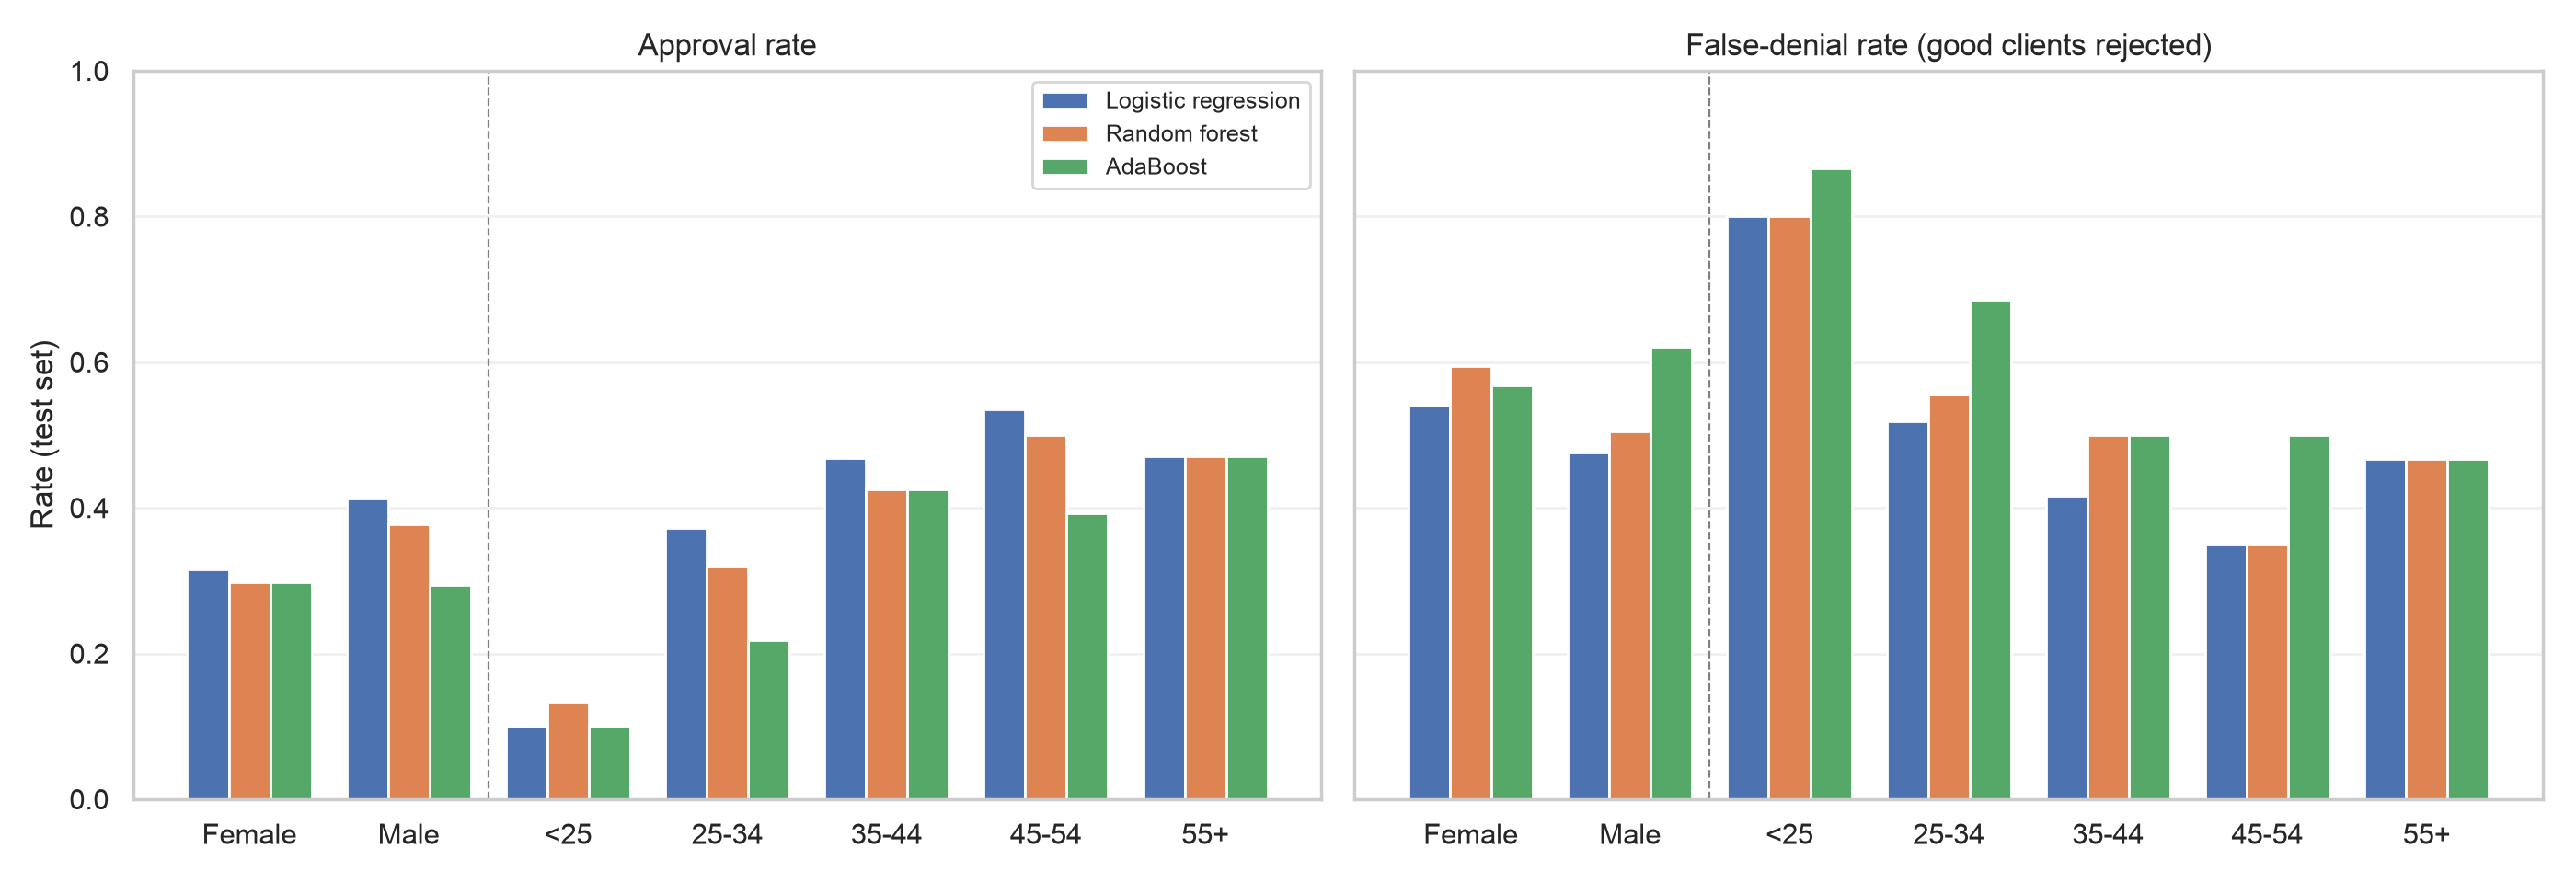 Approval rate
False-denial rate (good clients rejected)
Rate (test set)
1.0
0.8
0.6
0.4
0.2
0.0
Logistic regression
Random forest
AdaBoost
Female Male <25 25-34 35-44 45-54 55+
Female Male <25 25-34 35-44 45-54 55+